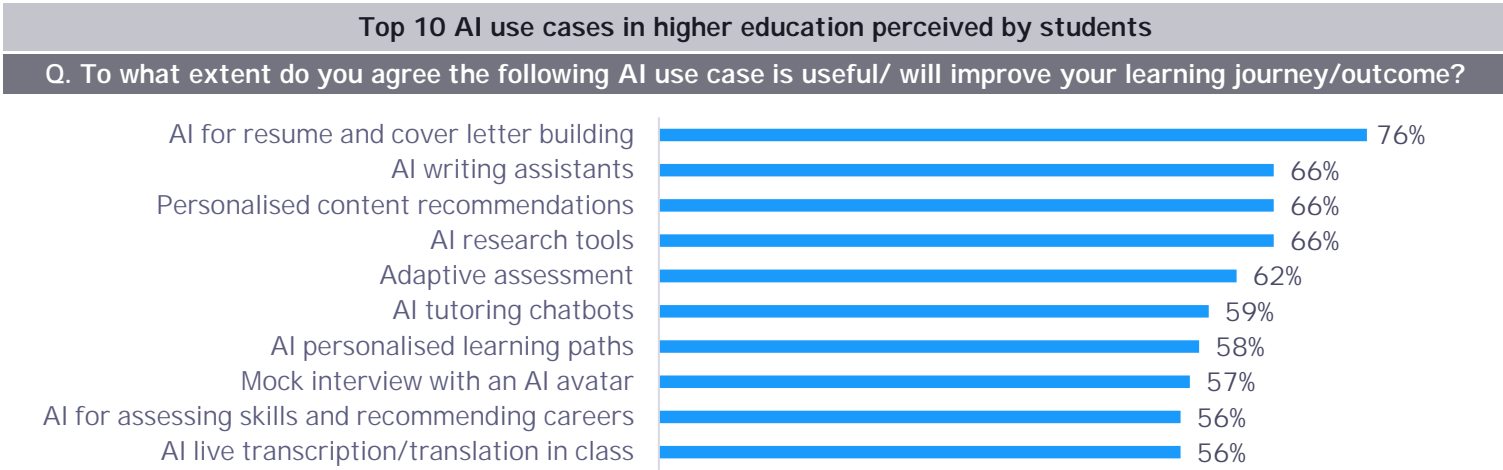 Top 10 AI use cases in higher education perceived by students
Q. To what extent do you agree the following AI use case is useful/ will improve your learning journey/outcome?
AI for resume and cover letter building 76%
AI writing assistants 66%
Personalised content recommendations 66%
AI research tools 66%
Adaptive assessment 62%
AI tutoring chatbots 59%
AI personalised learning paths 58%
Mock interview with an AI avatar 57%
AI for assessing skills and recommending careers 56%
AI live transcription/translation in class 56%